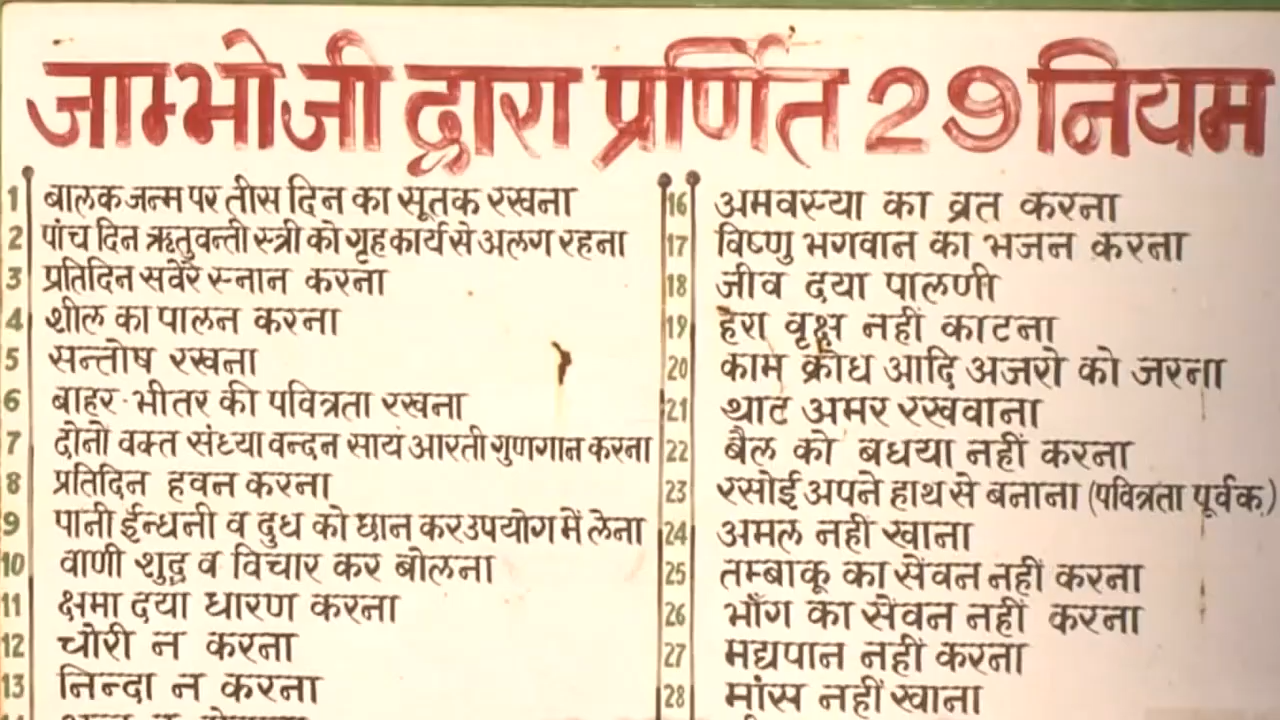 जाम्भोजी द्वारा प्रर्णित 29 नियम
1 बालक जन्म पर तीस दिन का सूतक रखना
2 पांच दिन ऋतुवन्ती स्त्री को गृहकार्य से अलग रहना
3 प्रतिदिन सवेरे स्नान करना
4 शील का पालन करना
5 सन्तोष रखना
6 बाहर भीतर की पवित्रता रखना
7 दोनो वक्त संध्या वन्दन सायं आरती गुणगान करना
8 प्रतिदिन हवन करना
9 पानी ईन्धनी व दुध को छान कर उपयोग में लेना
10 वाणी शुद्ध व विचार कर बोलना
11 क्षमा दया धारण करना
12 चोरी न करना
13 निन्दा न करना
16 अमवस्या का व्रत करना
17 विष्णु भगवान का भजन करना
18 जीव दया पालणी
19 हेरा वृक्ष नहीं काटना
20 काम क्रोध आदि अजरो को जरना
21 थाट अमर रखवाना
22 बैल को बधया नहीं करना
23 रसोई अपने हाथ से बनाना (पवित्रता पूर्वक)
24 अमल नही खाना
25 तम्बाकू का सेंवन नहीं करना
26 भाँग का सेंवन नहीं करना
27 मद्यपान नहीं करना
28 मांस नहीं खाना